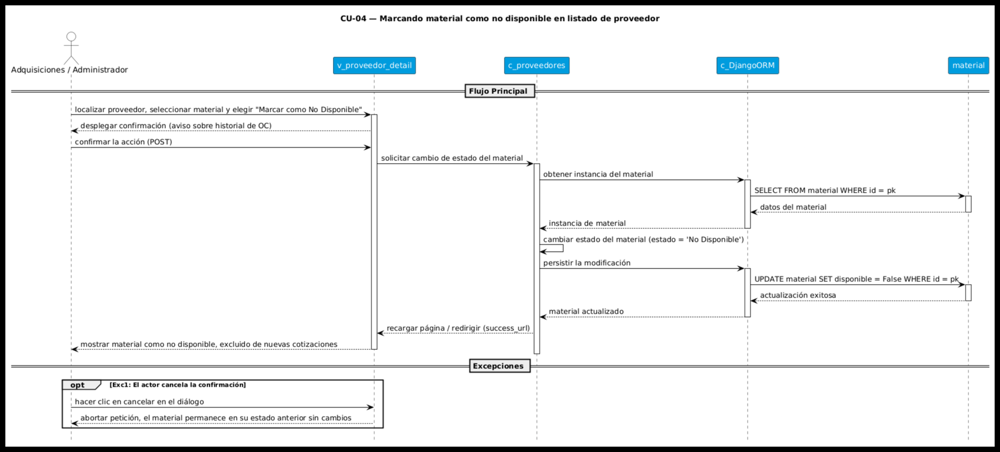 CU-04 — Marcando material como no disponible en listado de proveedor
Adquisiciones / Administrador
v_proveedor_detail
c_proveedores
c_DjangoORM
material
Flujo Principal
localizar proveedor, seleccionar material y elegir "Marcar como No Disponible"
desplegar confirmación (aviso sobre historial de OC)
confirmar la acción (POST)
solicitar cambio de estado del material
obtener instancia del material
SELECT FROM material WHERE id = pk
datos del material
instancia de material
cambiar estado del material (estado = 'No Disponible')
persistir la modificación
UPDATE material SET disponible = False WHERE id = pk
actualización exitosa
material actualizado
recargar página / redirigir (success_url)
mostrar material como no disponible, excluido de nuevas cotizaciones
Excepciones
opt [Exc1: El actor cancela la confirmación]
hacer clic en cancelar en el diálogo
abortar petición, el material permanece en su estado anterior sin cambios